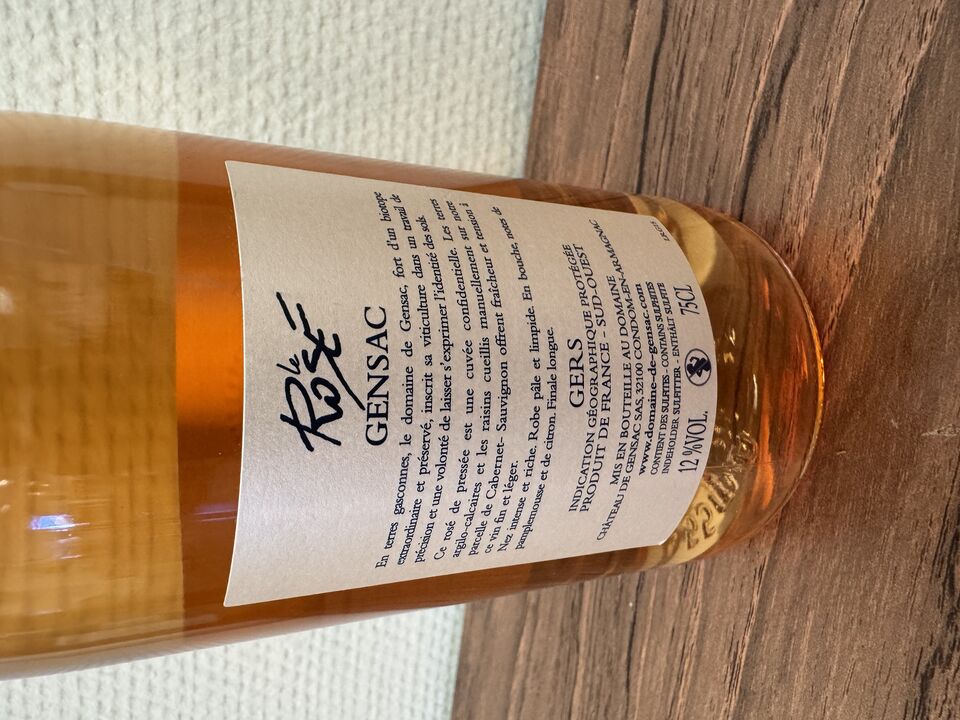 le
Rosé
GENSAC
En terres gasconnes, le domaine de Gensac, fort d'un biotope
extraordinaire et préservé, inscrit sa viticulture dans un travail de
précision et une volonté de laisser s'exprimer l'identité des sols.
Ce rosé de pressée est une cuvée confidentielle. Les terres
argilo-calcaires et les raisins cueillis manuellement sur notre
parcelle de Cabernet- Sauvignon offrent fraîcheur et tension à
ce vin fin et léger.
Nez intense et riche. Robe pâle et limpide. En bouche, notes de
pamplemousse et de citron. Finale longue.
GERS
INDICATION GÉOGRAPHIQUE PROTÉGÉE
PRODUIT DE FRANCE - SUD-OUEST
MIS EN BOUTEILLE AU DOMAINE
CHÂTEAU DE GENSAC SAS, 32100 CONDOM-EN-ARMAGNAC
www.domaine-de-gensac.com
CONTIENT DES SULFITES - CONTAINS SULPHITES
INDEHOLDER SULFITTER - ENTHÄLT SULFITE
12 %VOL. 75CL